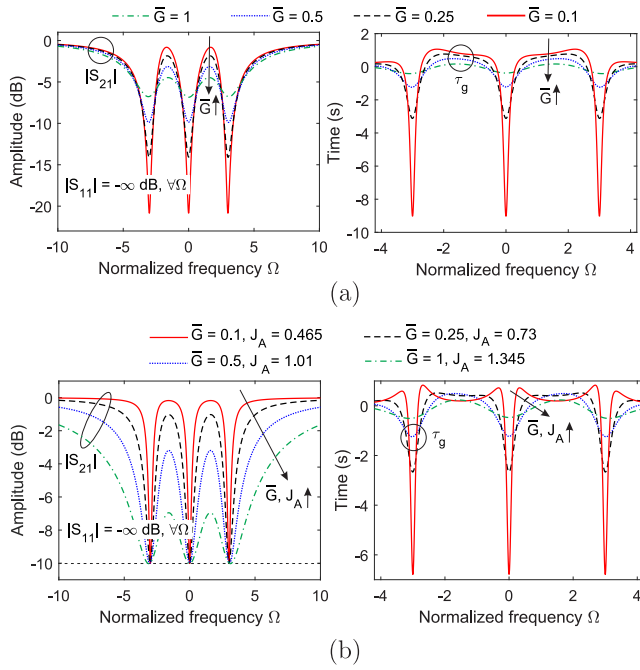 G̅ = 1   G̅ = 0.5   G̅ = 0.25   G̅ = 0.1
(a)
0
-5
-10
-15
-20
Amplitude (dB)
|S21|
G̅↑
|S11| = -∞ dB, ∀Ω
-10 -5 0 5 10
Normalized frequency Ω
2
0
-2
-4
-6
-8
-10
Time (s)
τg
G̅↑
-4 -2 0 2 4
Normalized frequency Ω
(a)
G̅ = 0.1, JA = 0.465   G̅ = 0.25, JA = 0.73
G̅ = 0.5, JA = 1.01   G̅ = 1, JA = 1.345
(b)
0
-2
-4
-6
-8
-10
Amplitude (dB)
|S21|
G̅, JA↑
|S11| = -∞ dB, ∀Ω
-10 -5 0 5 10
Normalized frequency Ω
0
-2
-4
-6
Time (s)
τg
G̅, JA↑
-4 -2 0 2 4
Normalized frequency Ω
(b)